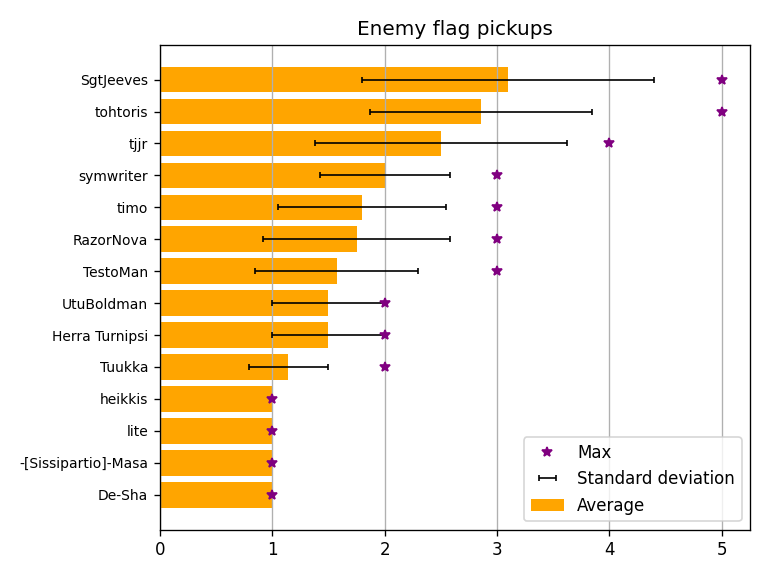 Enemy flag pickups
SgtJeeves
tohtoris
tjjr
symwriter
timo
RazorNova
TestoMan
UtuBoldman
Herra Turnipsi
Tuukka
heikkis
lite
-[Sissipartio]-Masa
De-Sha
Max
Standard deviation
Average
0 1 2 3 4 5